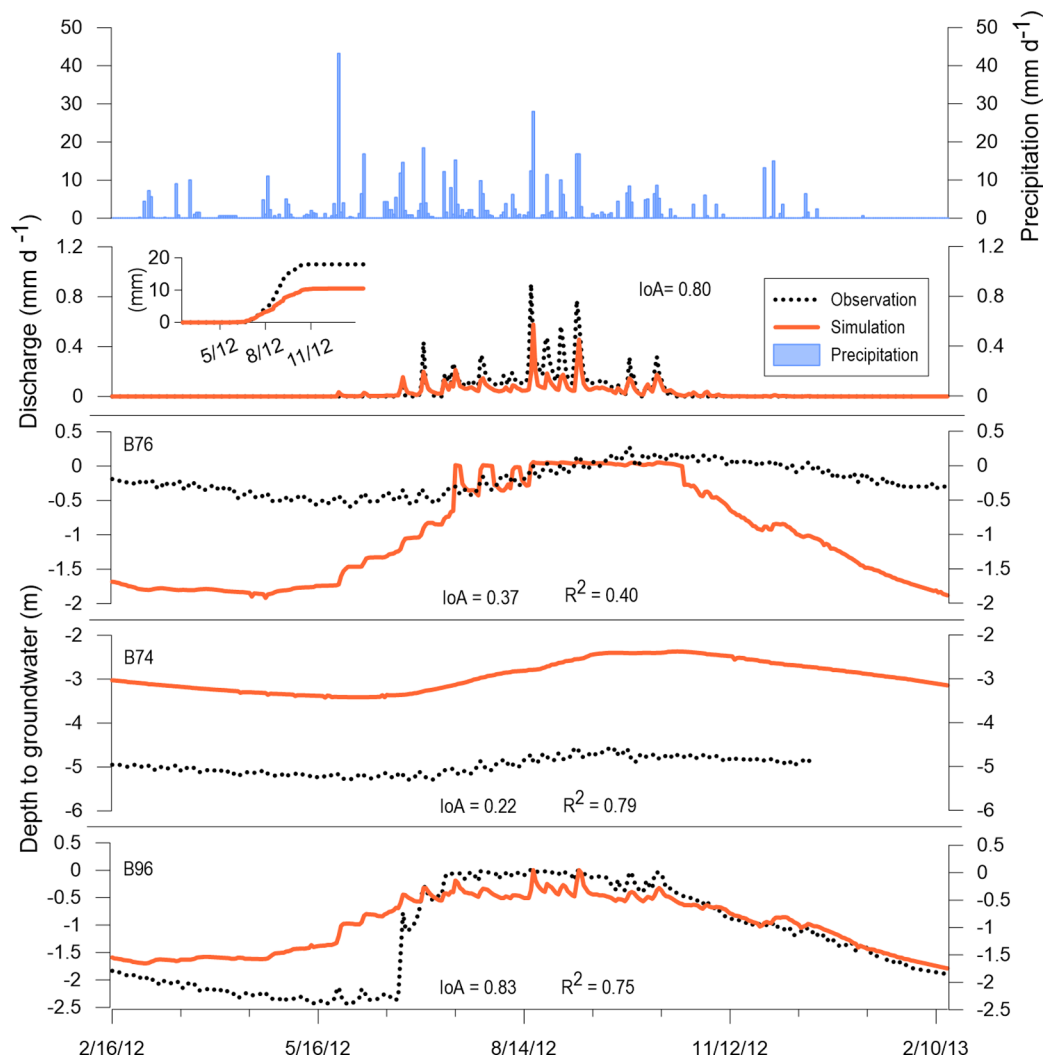 50 50
40 40
30 30
20 20
10 10
0 0
Precipitation (mm d⁻¹)
1.2 1.2
0.8 0.8
0.4 0.4
0 0
Discharge (mm d ⁻¹)
20
10
0
(mm)
5/12 8/12 11/12
IoA= 0.80
Observation
Simulation
Precipitation
0.5 0.5
0 0
-0.5 -0.5
-1 -1
-1.5 -1.5
-2 -2
B76
IoA = 0.37 R² = 0.40
Depth to groundwater (m)
-2 -2
-3 -3
-4 -4
-5 -5
-6 -6
B74
IoA = 0.22 R² = 0.79
0.5 0.5
0 0
-0.5 -0.5
-1 -1
-1.5 -1.5
-2 -2
-2.5 -2.5
B96
IoA = 0.83 R² = 0.75
2/16/12 5/16/12 8/14/12 11/12/12 2/10/13